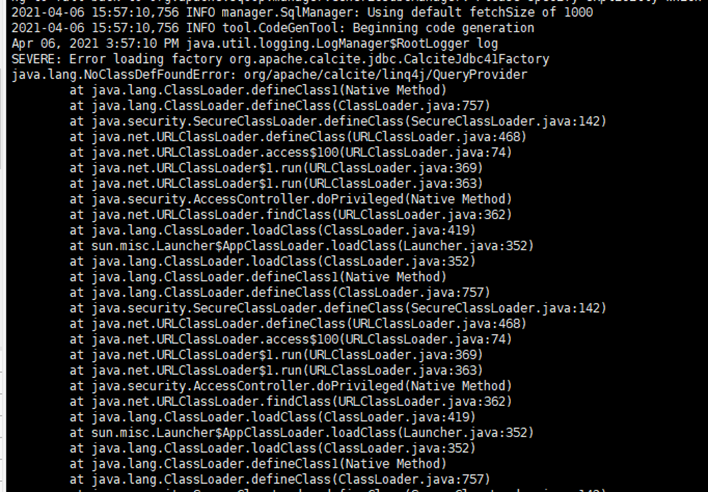 2021-04-06 15:57:10,756 INFO manager.SqlManager: Using default fetchSize of 1000
2021-04-06 15:57:10,756 INFO tool.CodeGenTool: Beginning code generation
Apr 06, 2021 3:57:10 PM java.util.logging.LogManager$RootLogger log
SEVERE: Error loading factory org.apache.calcite.jdbc.CalciteJdbc41Factory
java.lang.NoClassDefFoundError: org/apache/calcite/linq4j/QueryProvider
at java.lang.ClassLoader.defineClass1(Native Method)
at java.lang.ClassLoader.defineClass(ClassLoader.java:757)
at java.security.SecureClassLoader.defineClass(SecureClassLoader.java:142)
at java.net.URLClassLoader.defineClass(URLClassLoader.java:468)
at java.net.URLClassLoader.access$100(URLClassLoader.java:74)
at java.net.URLClassLoader$1.run(URLClassLoader.java:369)
at java.net.URLClassLoader$1.run(URLClassLoader.java:363)
at java.security.AccessController.doPrivileged(Native Method)
at java.net.URLClassLoader.findClass(URLClassLoader.java:362)
at java.lang.ClassLoader.loadClass(ClassLoader.java:419)
at sun.misc.Launcher$AppClassLoader.loadClass(Launcher.java:352)
at java.lang.ClassLoader.loadClass(ClassLoader.java:352)
at java.lang.ClassLoader.defineClass1(Native Method)
at java.lang.ClassLoader.defineClass(ClassLoader.java:757)
at java.security.SecureClassLoader.defineClass(SecureClassLoader.java:142)
at java.net.URLClassLoader.defineClass(URLClassLoader.java:468)
at java.net.URLClassLoader.access$100(URLClassLoader.java:74)
at java.net.URLClassLoader$1.run(URLClassLoader.java:369)
at java.net.URLClassLoader$1.run(URLClassLoader.java:363)
at java.security.AccessController.doPrivileged(Native Method)
at java.net.URLClassLoader.findClass(URLClassLoader.java:362)
at java.lang.ClassLoader.loadClass(ClassLoader.java:419)
at sun.misc.Launcher$AppClassLoader.loadClass(Launcher.java:352)
at java.lang.ClassLoader.loadClass(ClassLoader.java:352)
at java.lang.ClassLoader.defineClass1(Native Method)
at java.lang.ClassLoader.defineClass(ClassLoader.java:757)